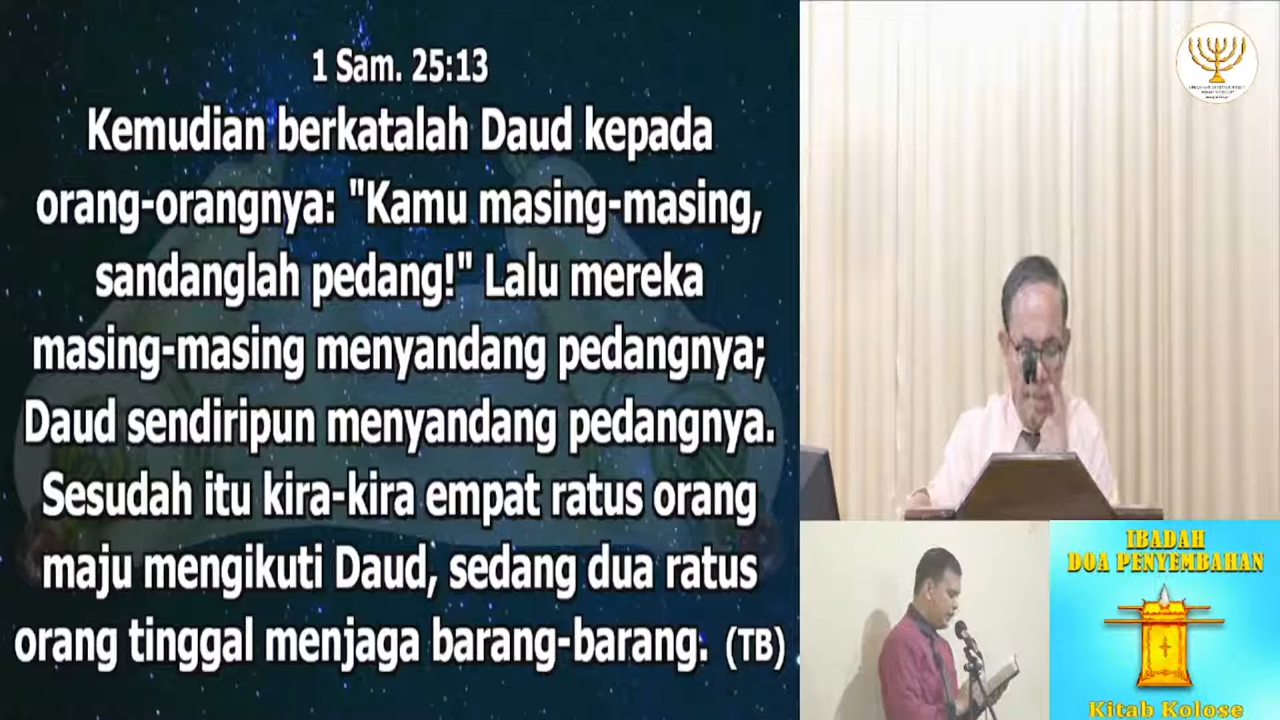 1 Sam. 25:13
Kemudian berkatalah Daud kepada
orang-orangnya: "Kamu masing-masing,
sandanglah pedang!" Lalu mereka
masing-masing menyandang pedangnya;
Daud sendiripun menyandang pedangnya.
Sesudah itu kira-kira empat ratus orang
maju mengikuti Daud, sedang dua ratus
orang tinggal menjaga barang-barang. (TB)
IBADAH
DOA PENYEMBAHAN
Kitab Kolose